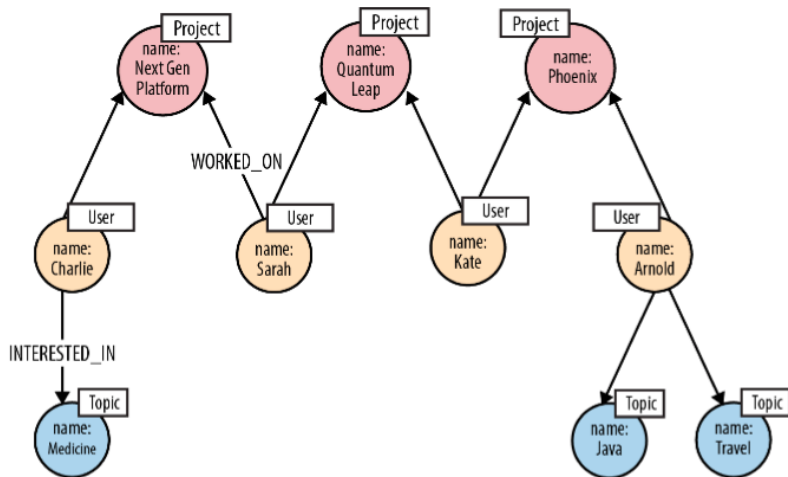 Project
name:
Next Gen
Platform
Project
name:
Quantum
Leap
Project
name:
Phoenix
WORKED_ON
User
name:
Charlie
User
name:
Sarah
User
name:
Kate
User
name:
Arnold
INTERESTED_IN
Topic
name:
Medicine
Topic
name:
Java
Topic
name:
Travel